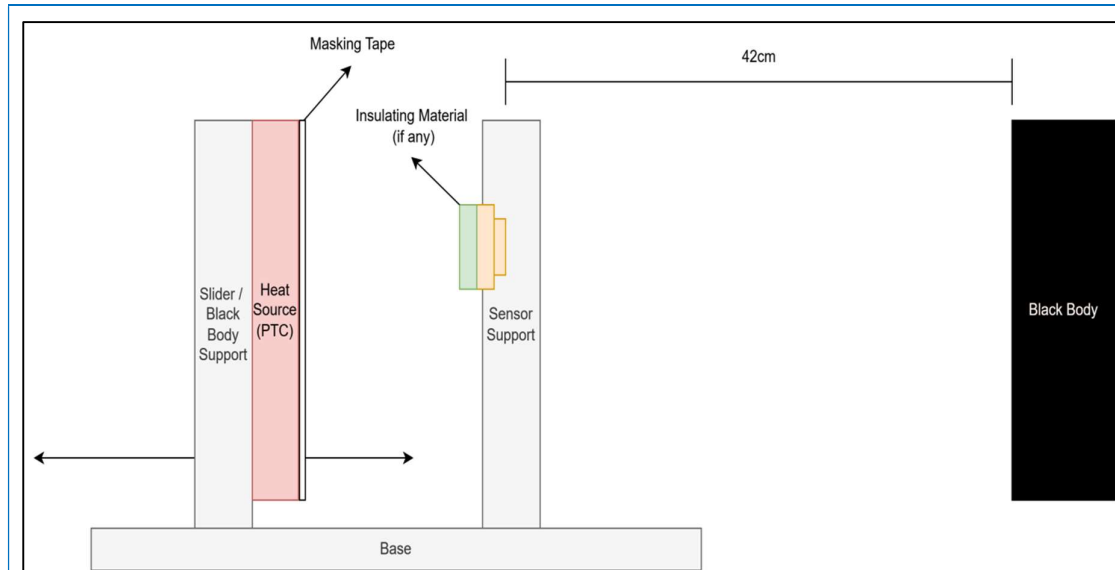 Masking Tape
42cm
Insulating Material
(if any)
Slider /
Black
Body
Support
Heat
Source
(PTC)
Sensor
Support
Black Body
Base